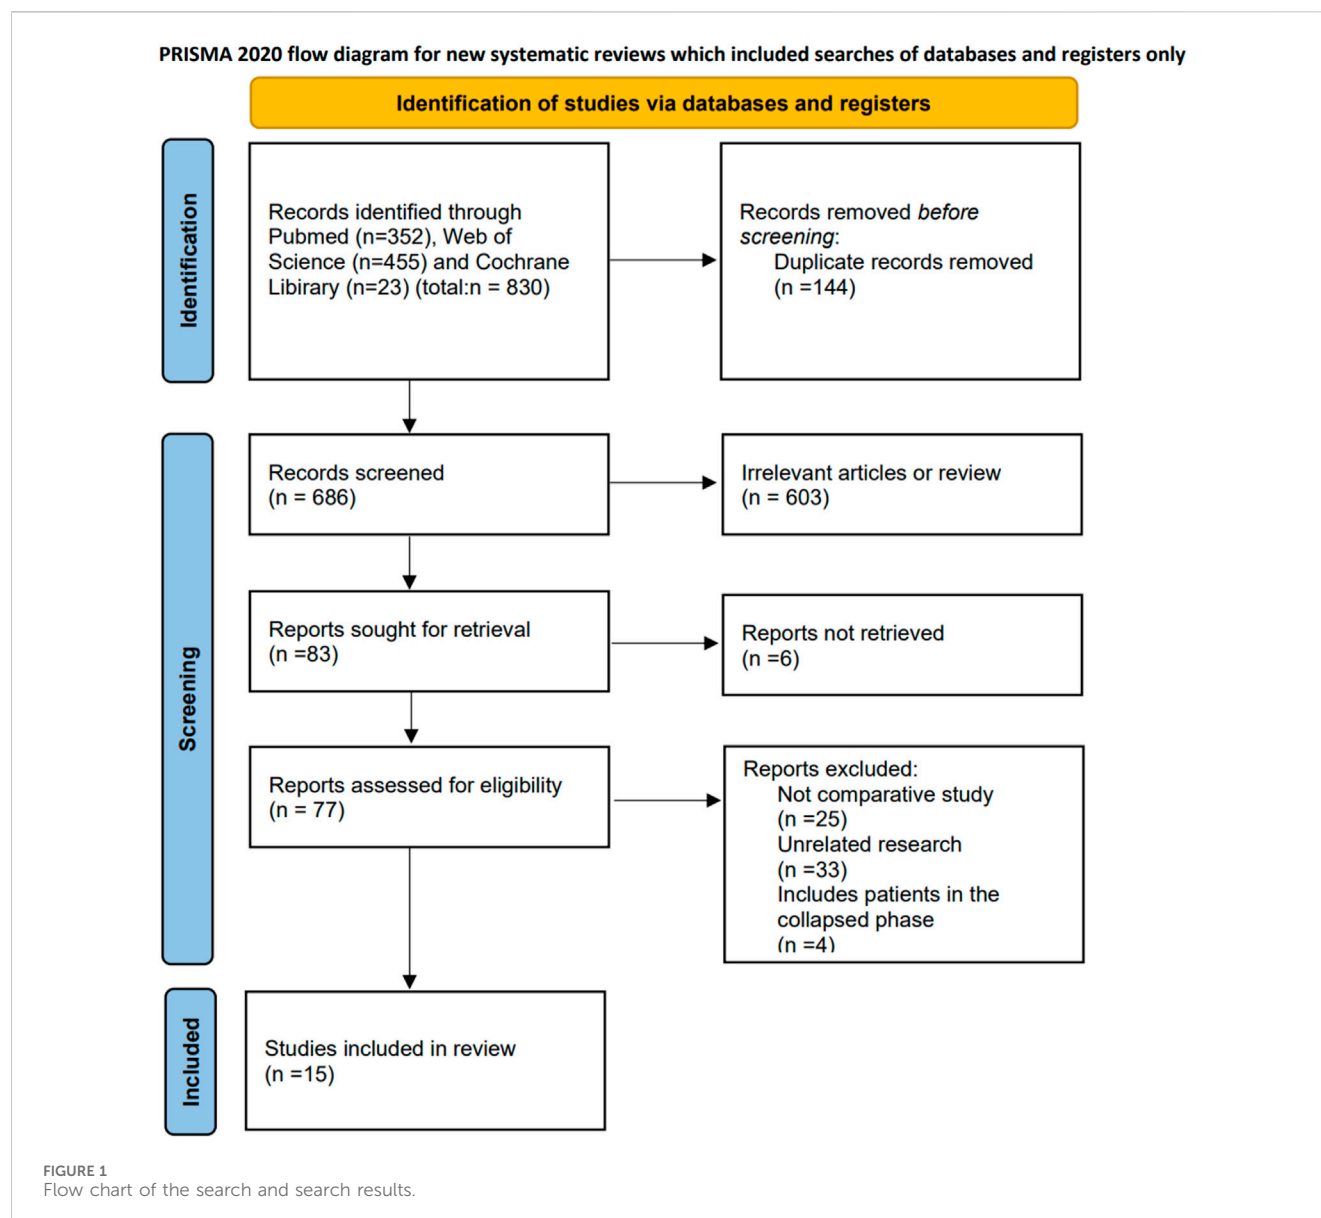 PRISMA 2020 flow diagram for new systematic reviews which included searches of databases and registers only
Identification of studies via databases and registers
Identification
Records identified through
Pubmed (n=352), Web of
Science (n=455) and Cochrane
Libirary (n=23) (total:n = 830)
Records removed before
screening:
Duplicate records removed
(n =144)
Screening
Records screened
(n = 686)
Irrelevant articles or review
(n = 603)
Reports sought for retrieval
(n =83)
Reports not retrieved
(n =6)
Reports assessed for eligibility
(n = 77)
Reports excluded:
Not comparative study
(n =25)
Unrelated research
(n =33)
Includes patients in the
collapsed phase
(n =4)
Included
Studies included in review
(n =15)
FIGURE 1
Flow chart of the search and search results.